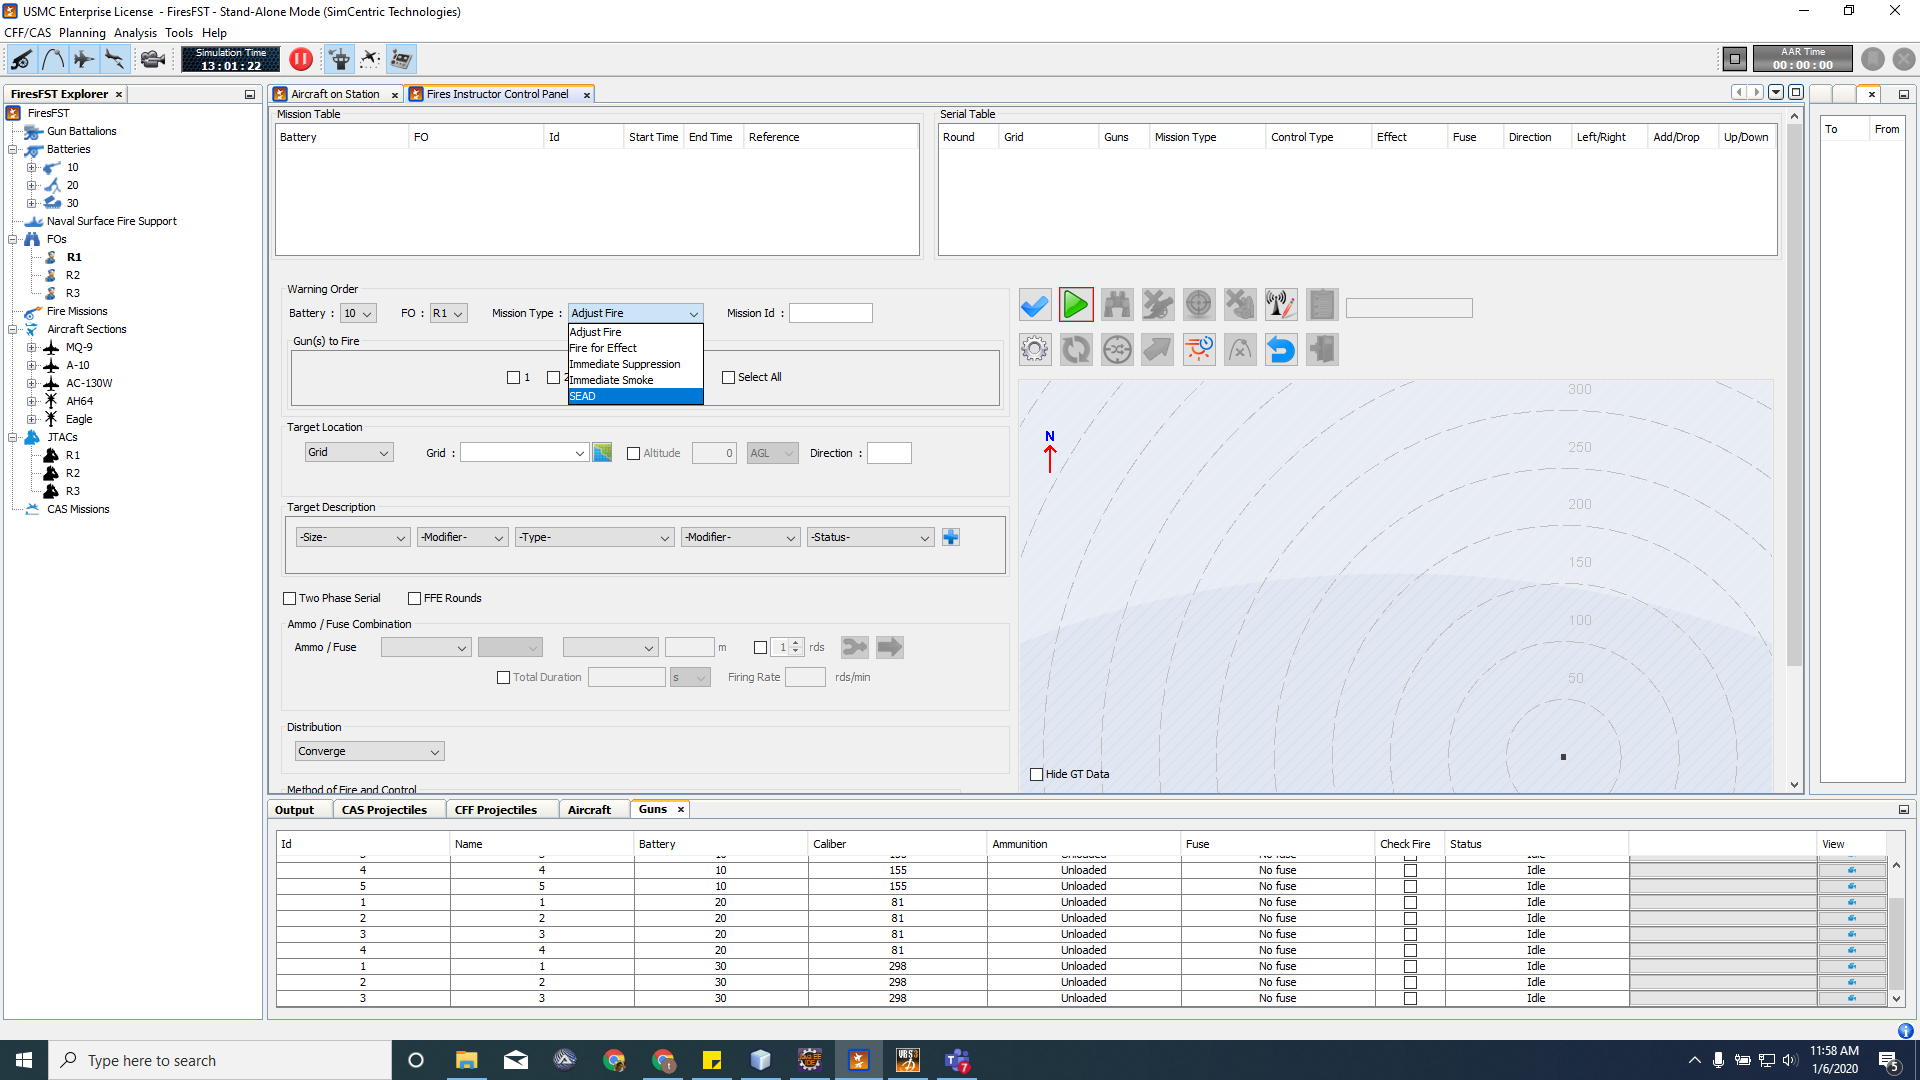 USMC Enterprise License - FiresFST - Stand-Alone Mode (SimCentric Technologies)
CFF/CAS Planning Analysis Tools Help
Simulation Time
13:01:22
AAR Time
00:00:00
FiresFST Explorer
Aircraft on Station
Fires Instructor Control Panel
FiresFST
Gun Battalions
Batteries
10
20
30
Naval Surface Fire Support
FOs
R1
R2
R3
Fire Missions
Aircraft Sections
MQ-9
A-10
AC-130W
AH64
Eagle
JTACs
R1
R2
R3
CAS Missions
Mission Table
Battery FO Id Start Time End Time Reference
Serial Table
Round Grid Guns Mission Type Control Type Effect Fuse Direction Left/Right Add/Drop Up/Down
To From
Warning Order
Battery : 10 FO : R1 Mission Type : Adjust Fire Mission Id :
Adjust Fire
Fire for Effect
Immediate Suppression
Immediate Smoke
SEAD
Gun(s) to Fire
1 2 Select All
Target Location
Grid Grid : Altitude 0 AGL Direction :
Target Description
-Size- -Modifier- -Type- -Modifier- -Status-
Two Phase Serial FFE Rounds
Ammo / Fuse Combination
Ammo / Fuse m 1 rds
Total Duration s Firing Rate rds/min
Distribution
Converge
Method of Fire and Control
N
300
250
200
150
100
50
Hide GT Data
Output CAS Projectiles CFF Projectiles Aircraft Guns
Id Name Battery Caliber Ammunition Fuse Check Fire Status View
4 4 10 155 Unloaded No fuse Idle
5 5 10 155 Unloaded No fuse Idle
1 1 20 81 Unloaded No fuse Idle
2 2 20 81 Unloaded No fuse Idle
3 3 20 81 Unloaded No fuse Idle
4 4 20 81 Unloaded No fuse Idle
1 1 30 298 Unloaded No fuse Idle
2 2 30 298 Unloaded No fuse Idle
3 3 30 298 Unloaded No fuse Idle
Type here to search
11:58 AM
1/6/2020
VBS3
7
5